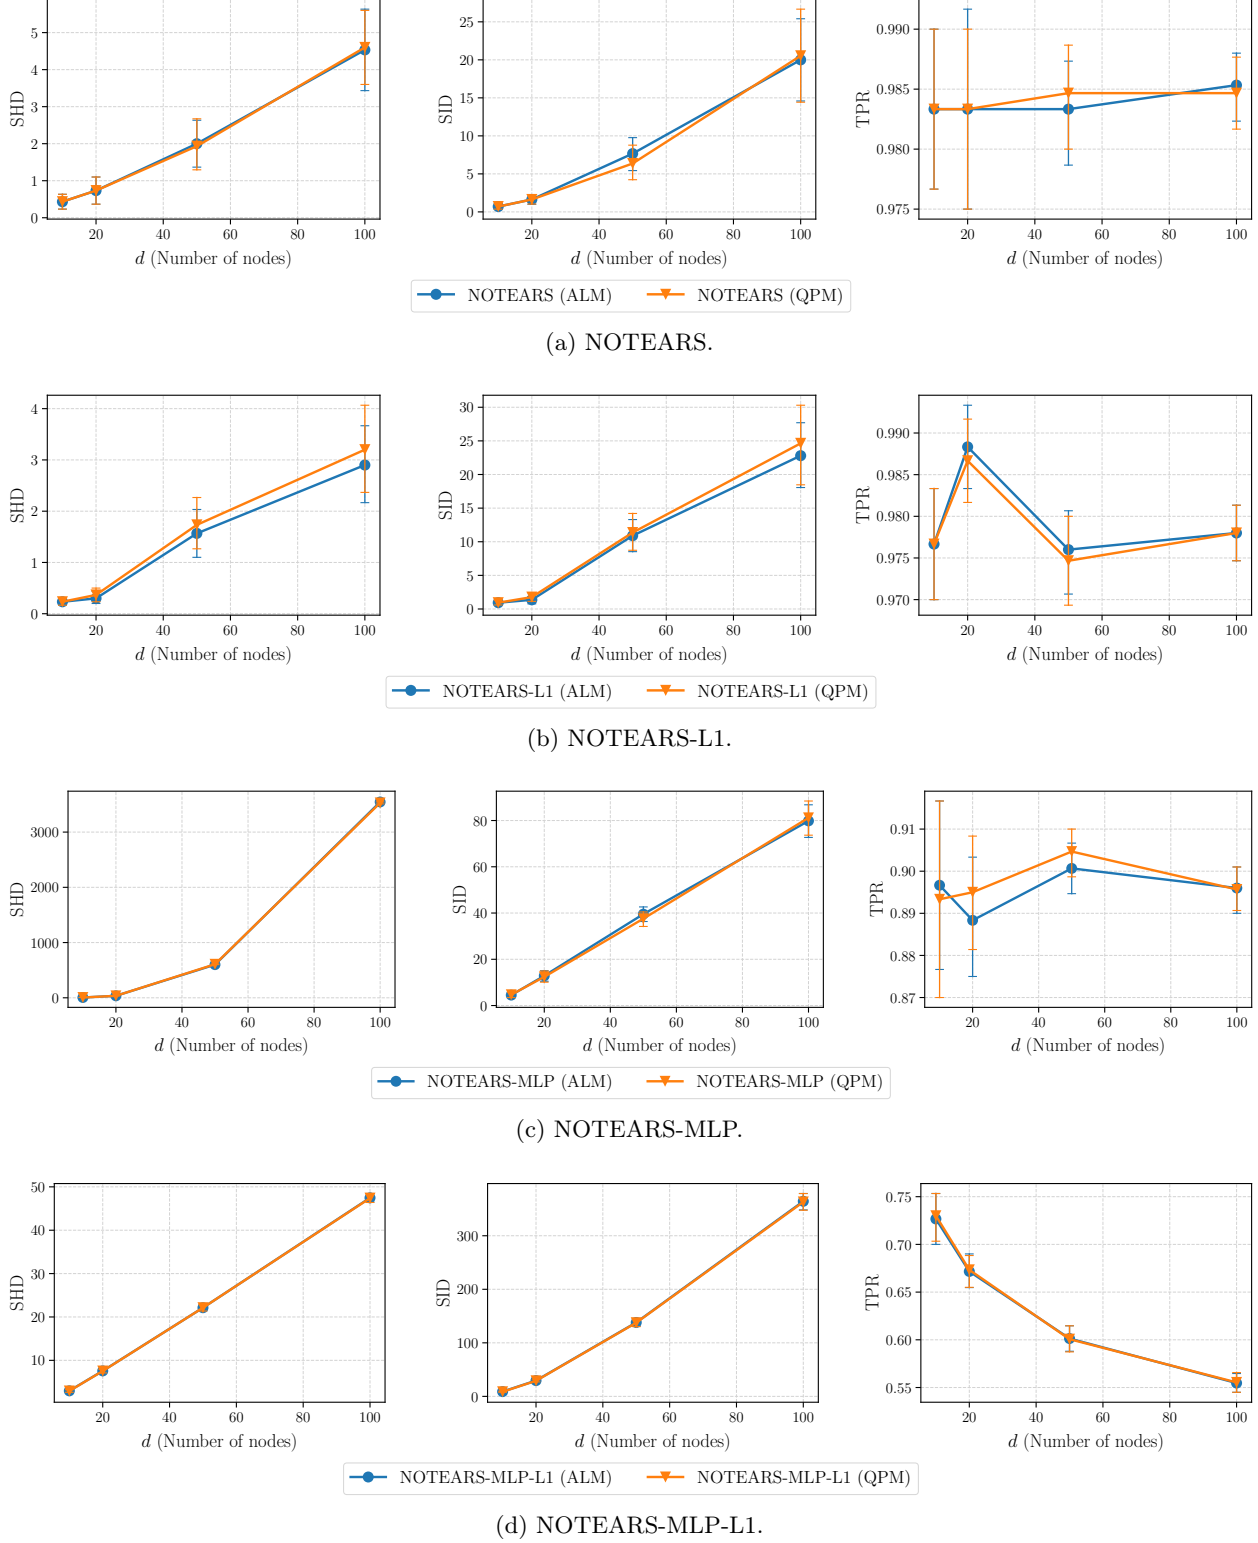 SHD
5
4
3
2
1
0
20 40 60 80 100
d (Number of nodes)
SID
25
20
15
10
5
0
20 40 60 80 100
d (Number of nodes)
TPR
0.990
0.985
0.980
0.975
20 40 60 80 100
d (Number of nodes)
NOTEARS (ALM) NOTEARS (QPM)
(a) NOTEARS.
SHD
4
3
2
1
0
20 40 60 80 100
d (Number of nodes)
SID
30
25
20
15
10
5
0
20 40 60 80 100
d (Number of nodes)
TPR
0.990
0.985
0.980
0.975
0.970
20 40 60 80 100
d (Number of nodes)
NOTEARS-L1 (ALM) NOTEARS-L1 (QPM)
(b) NOTEARS-L1.
SHD
3000
2000
1000
0
20 40 60 80 100
d (Number of nodes)
SID
80
60
40
20
0
20 40 60 80 100
d (Number of nodes)
TPR
0.91
0.90
0.89
0.88
0.87
20 40 60 80 100
d (Number of nodes)
NOTEARS-MLP (ALM) NOTEARS-MLP (QPM)
(c) NOTEARS-MLP.
SHD
50
40
30
20
10
20 40 60 80 100
d (Number of nodes)
SID
300
200
100
0
20 40 60 80 100
d (Number of nodes)
TPR
0.75
0.70
0.65
0.60
0.55
20 40 60 80 100
d (Number of nodes)
NOTEARS-MLP-L1 (ALM) NOTEARS-MLP-L1 (QPM)
(d) NOTEARS-MLP-L1.